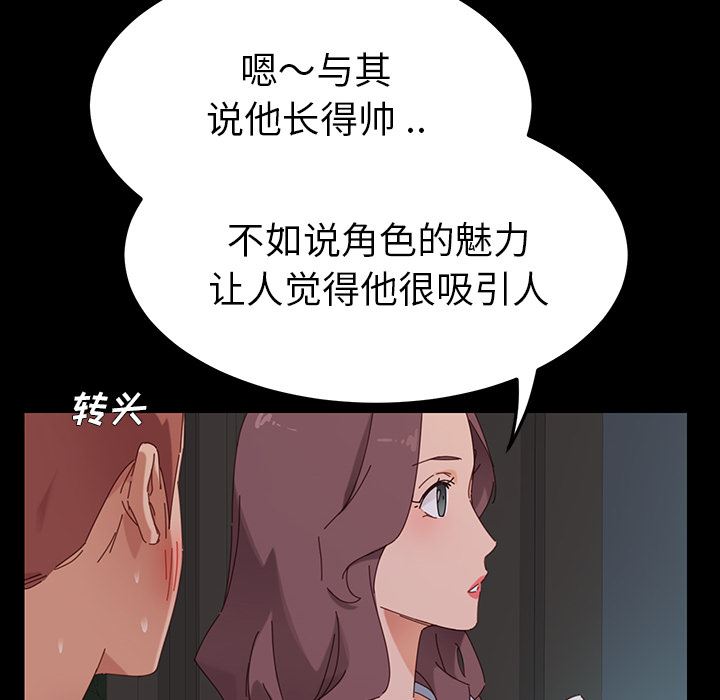 嗯～与其
说他长得帅..
不如说角色的魅力
让人觉得他很吸引人
转头